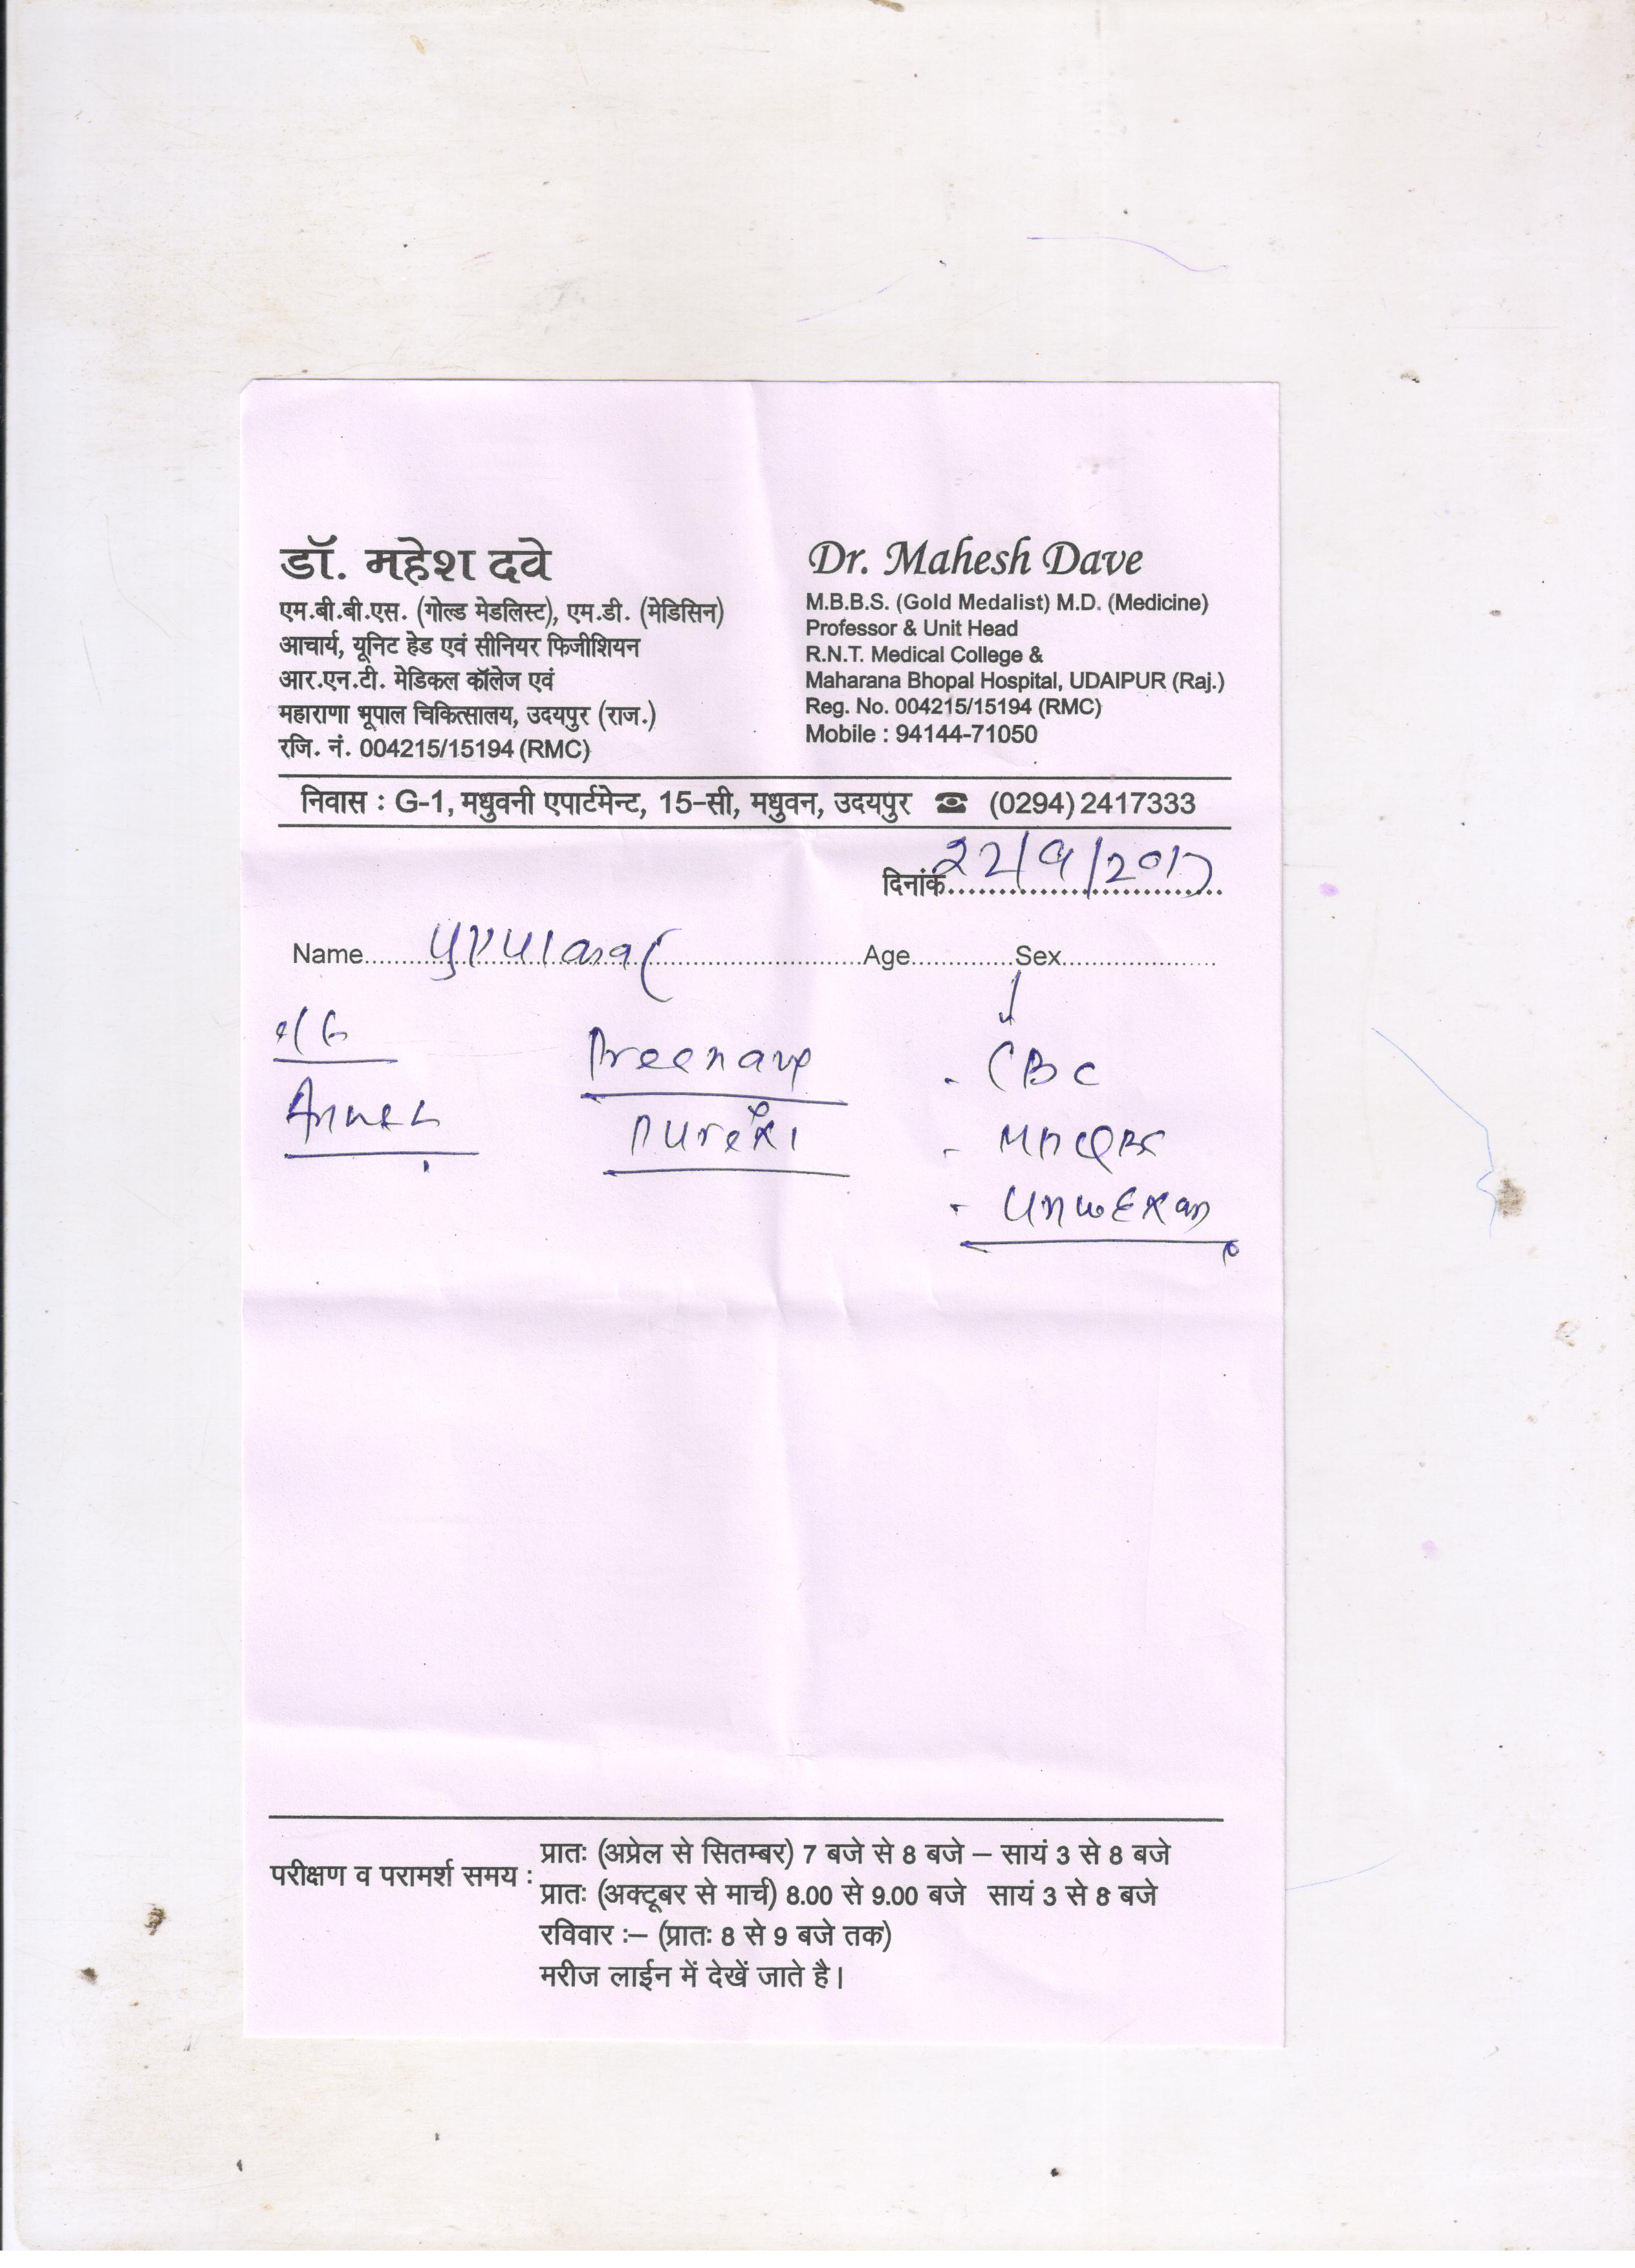 डॉ. महेश दवे
एम.बी.बी.एस. (गोल्ड मेडलिस्ट), एम.डी. (मेडिसिन)
आचार्य, यूनिट हेड एवं सीनियर फिजीशियन
आर.एन.टी. मेडिकल कॉलेज एवं
महाराणा भूपाल चिकित्सालय, उदयपुर (राज.)
रजि. नं. 004215/15194 (RMC)
Dr. Mahesh Dave
M.B.B.S. (Gold Medalist) M.D. (Medicine)
Professor & Unit Head
R.N.T. Medical College &
Maharana Bhopal Hospital, UDAIPUR (Raj.)
Reg. No. 004215/15194 (RMC)
Mobile : 94144-71050
निवास : G-1, मधुवनी एपार्टमेन्ट, 15-सी, मधुवन, उदयपुर ☎ (0294) 2417333
दिनांक 22/9/2017
Name Age Sex
- CBC
परीक्षण व परामर्श समय :
प्रातः (अप्रेल से सितम्बर) 7 बजे से 8 बजे – सायं 3 से 8 बजे
प्रातः (अक्टूबर से मार्च) 8.00 से 9.00 बजे सायं 3 से 8 बजे
रविवार :– (प्रातः 8 से 9 बजे तक)
मरीज लाईन में देखें जाते है।